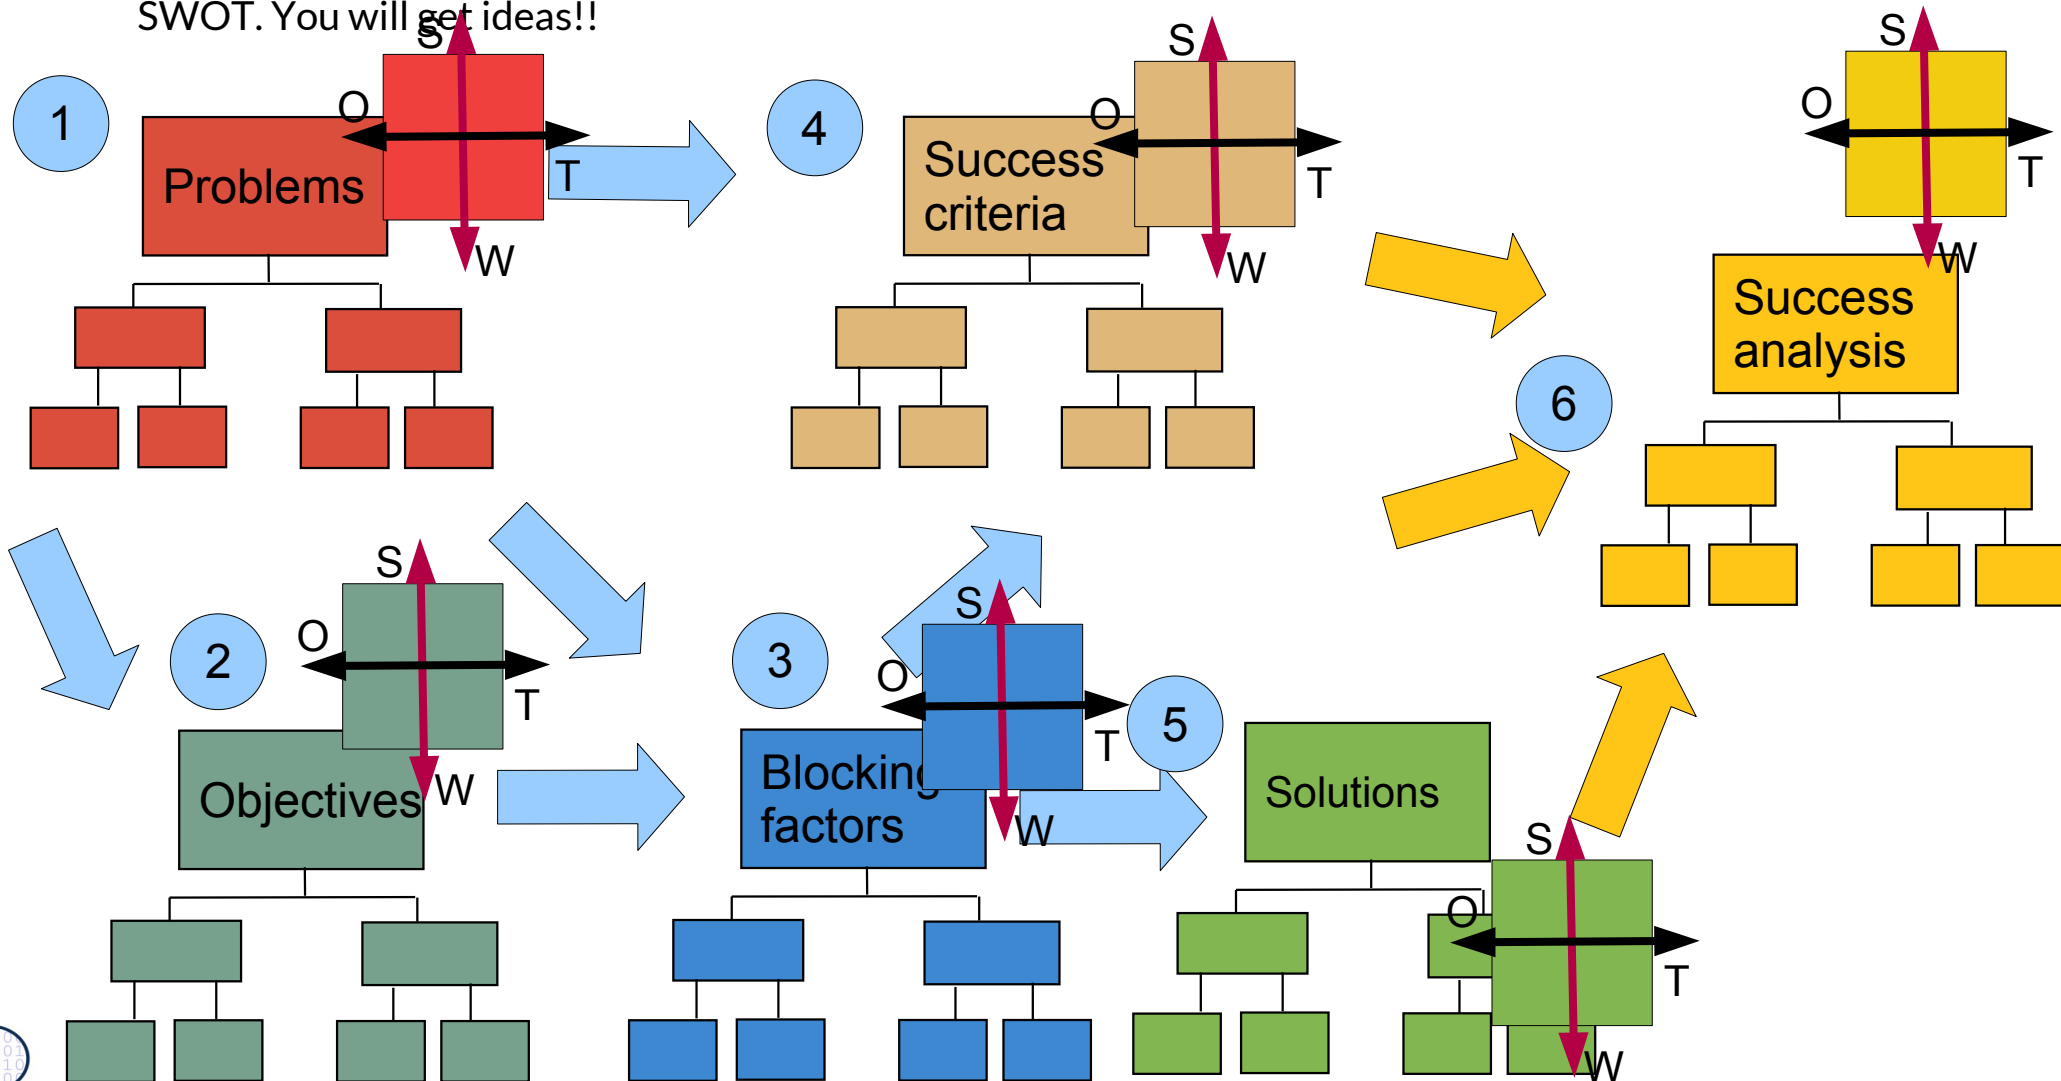 SWOT. You will get ideas!!
1
S
O
T
W
Problems
4
S
O
T
W
Success
criteria
S
O
T
W
Success
analysis
6
2
S
O
T
W
Objectives
3
S
O
T
W
Blocking
factors
5
Solutions
S
O
T
W